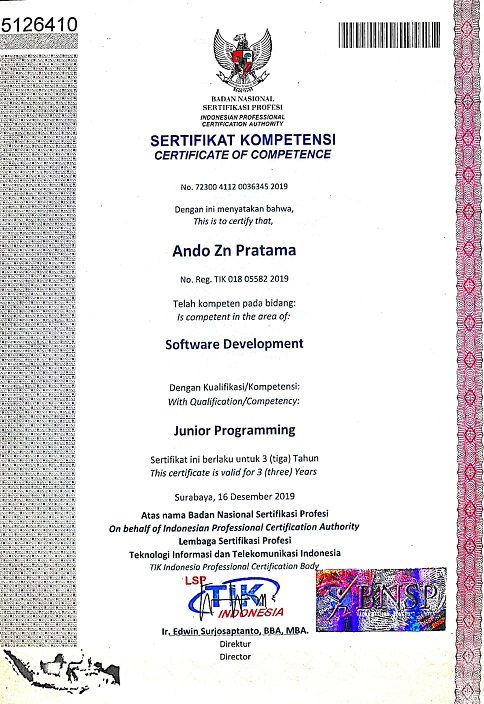 5126410
BADAN NASIONAL
SERTIFIKASI PROFESI
INDONESIAN PROFESSIONAL
CERTIFICATION AUTHORITY
SERTIFIKAT KOMPETENSI
CERTIFICATE OF COMPETENCE
No. 72300 4112 0036345 2019
Dengan ini menyatakan bahwa,
This is to certify that,
Ando Zn Pratama
No. Reg. TIK 018 05582 2019
Telah kompeten pada bidang:
Is competent in the area of:
Software Development
Dengan Kualifikasi/Kompetensi:
With Qualification/Competency:
Junior Programming
Sertifikat ini berlaku untuk 3 (tiga) Tahun
This certificate is valid for 3 (three) Years
Surabaya, 16 Desember 2019
Atas nama Badan Nasional Sertifikasi Profesi
On behalf of Indonesian Professional Certification Authority
Lembaga Sertifikasi Profesi
Teknologi Informasi dan Telekomunikasi Indonesia
TIK Indonesia Professional Certification Body
LSP
TIK
INDONESIA
BNSP
Ir. Edwin Surjosaptanto, BBA, MBA.
Direktur
Director